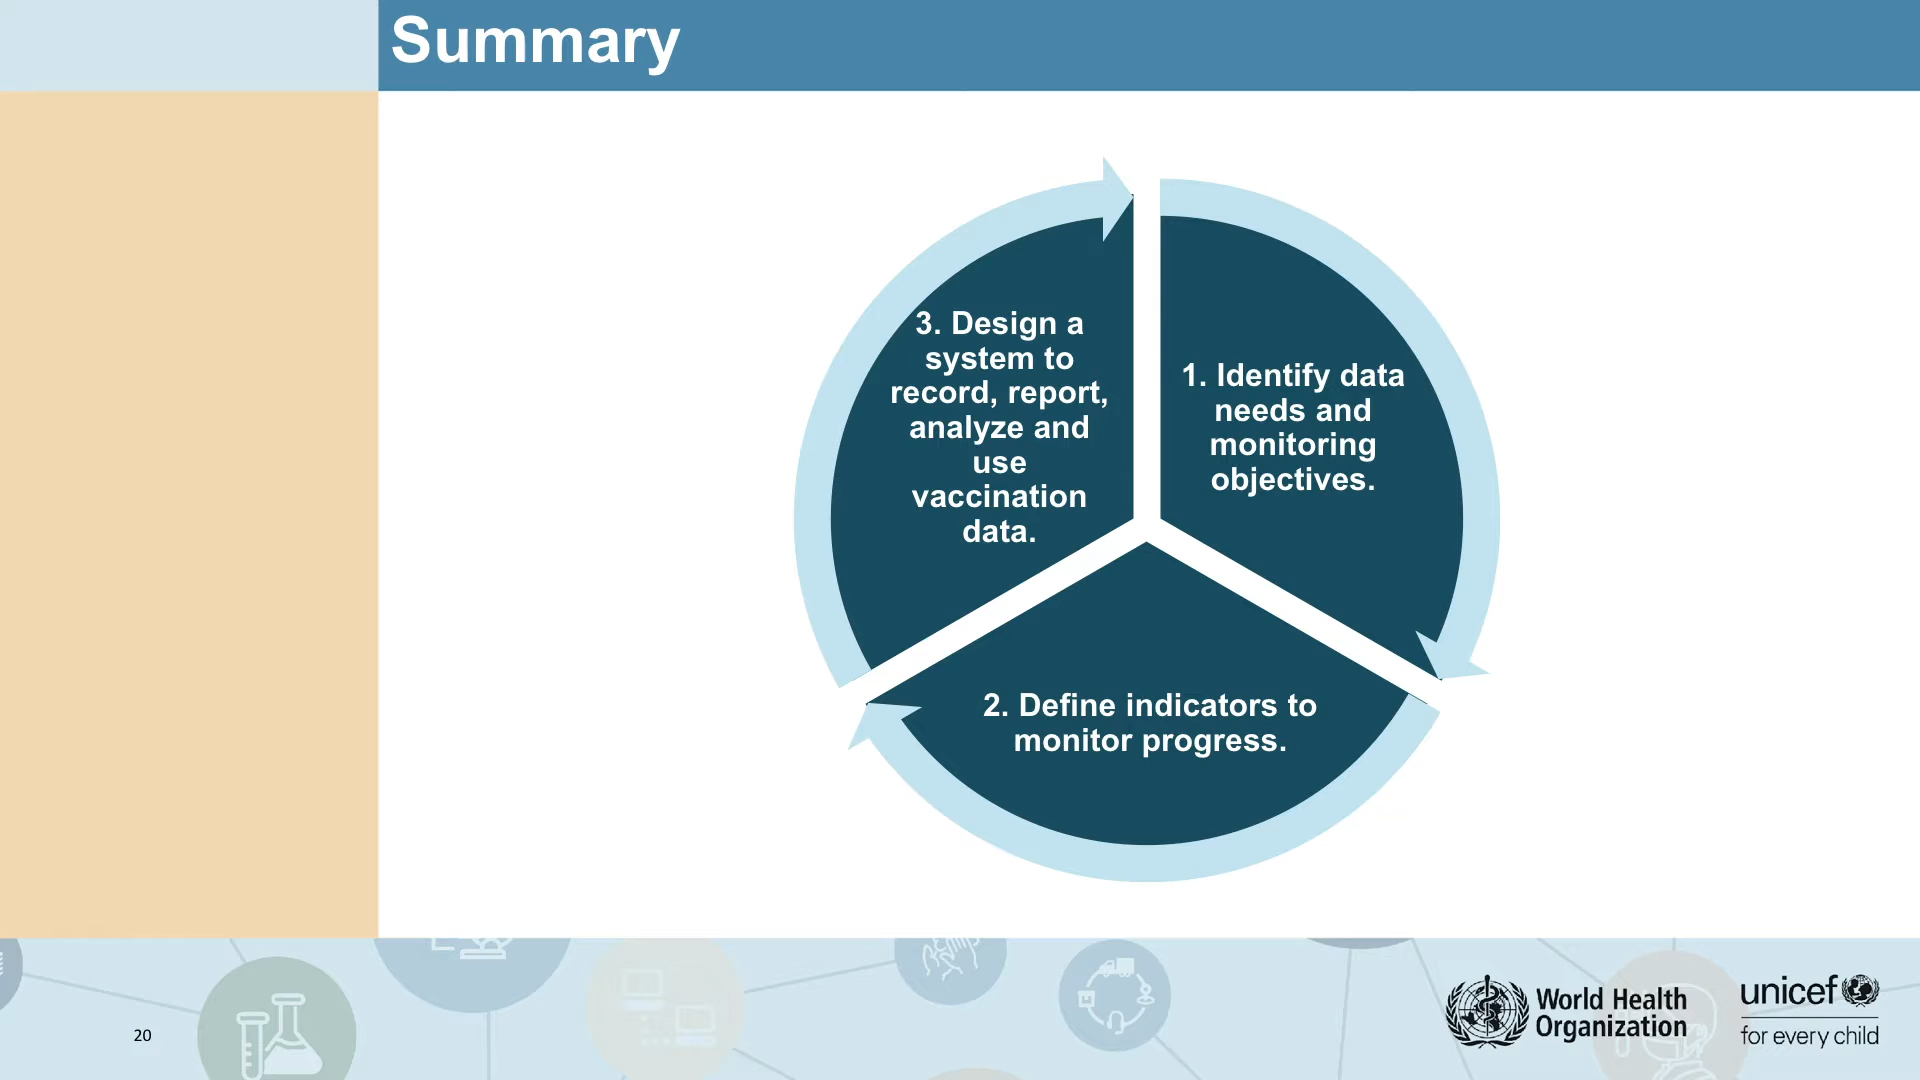 Summary
1. Identify data
needs and
monitoring
objectives.
2. Define indicators to
monitor progress.
3. Design a
system to
record, report,
analyze and
use
vaccination
data.
20
World Health
Organization
unicef
for every child